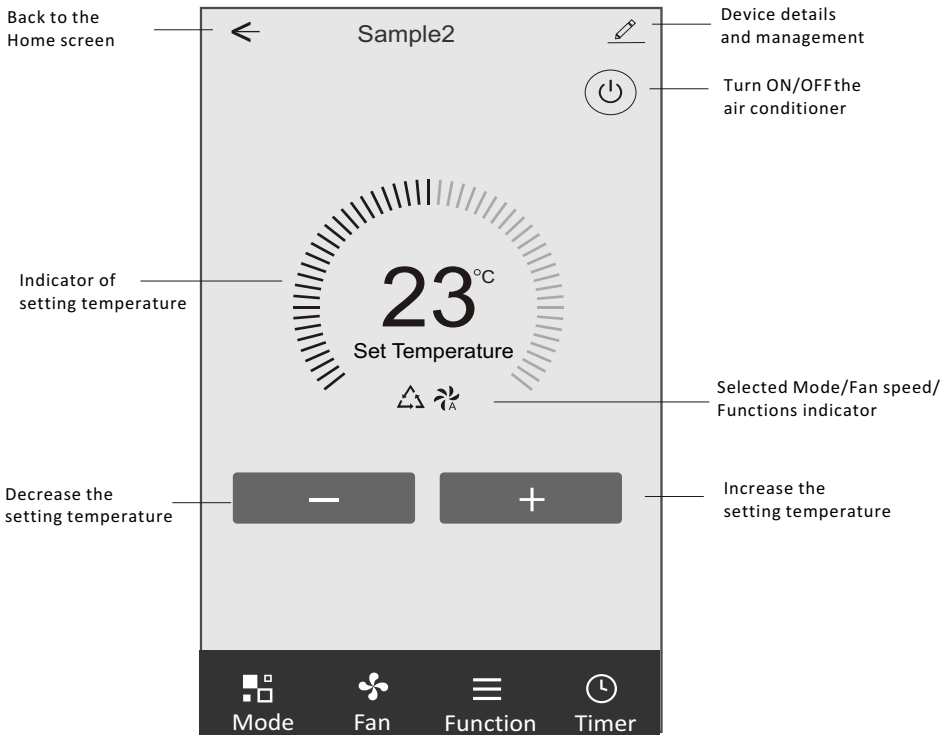 Back to the
Home screen
Sample2
Device details
and management
Turn ON/OFF the
air conditioner
Indicator of
setting temperature
23°C
Set Temperature
A
Selected Mode/Fan speed/
Functions indicator
Decrease the
setting temperature
Increase the
setting temperature
Mode
Fan
Function
Timer